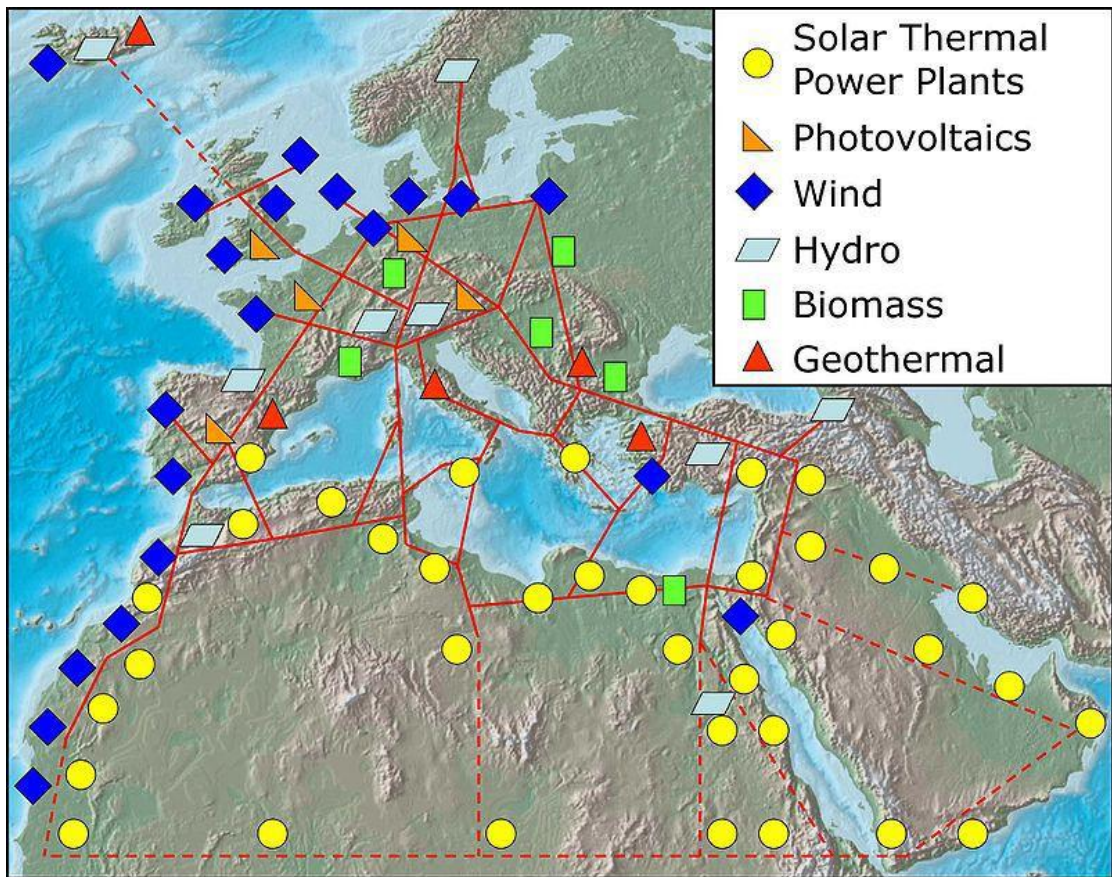 Solar Thermal
Power Plants
Photovoltaics
Wind
Hydro
Biomass
Geothermal